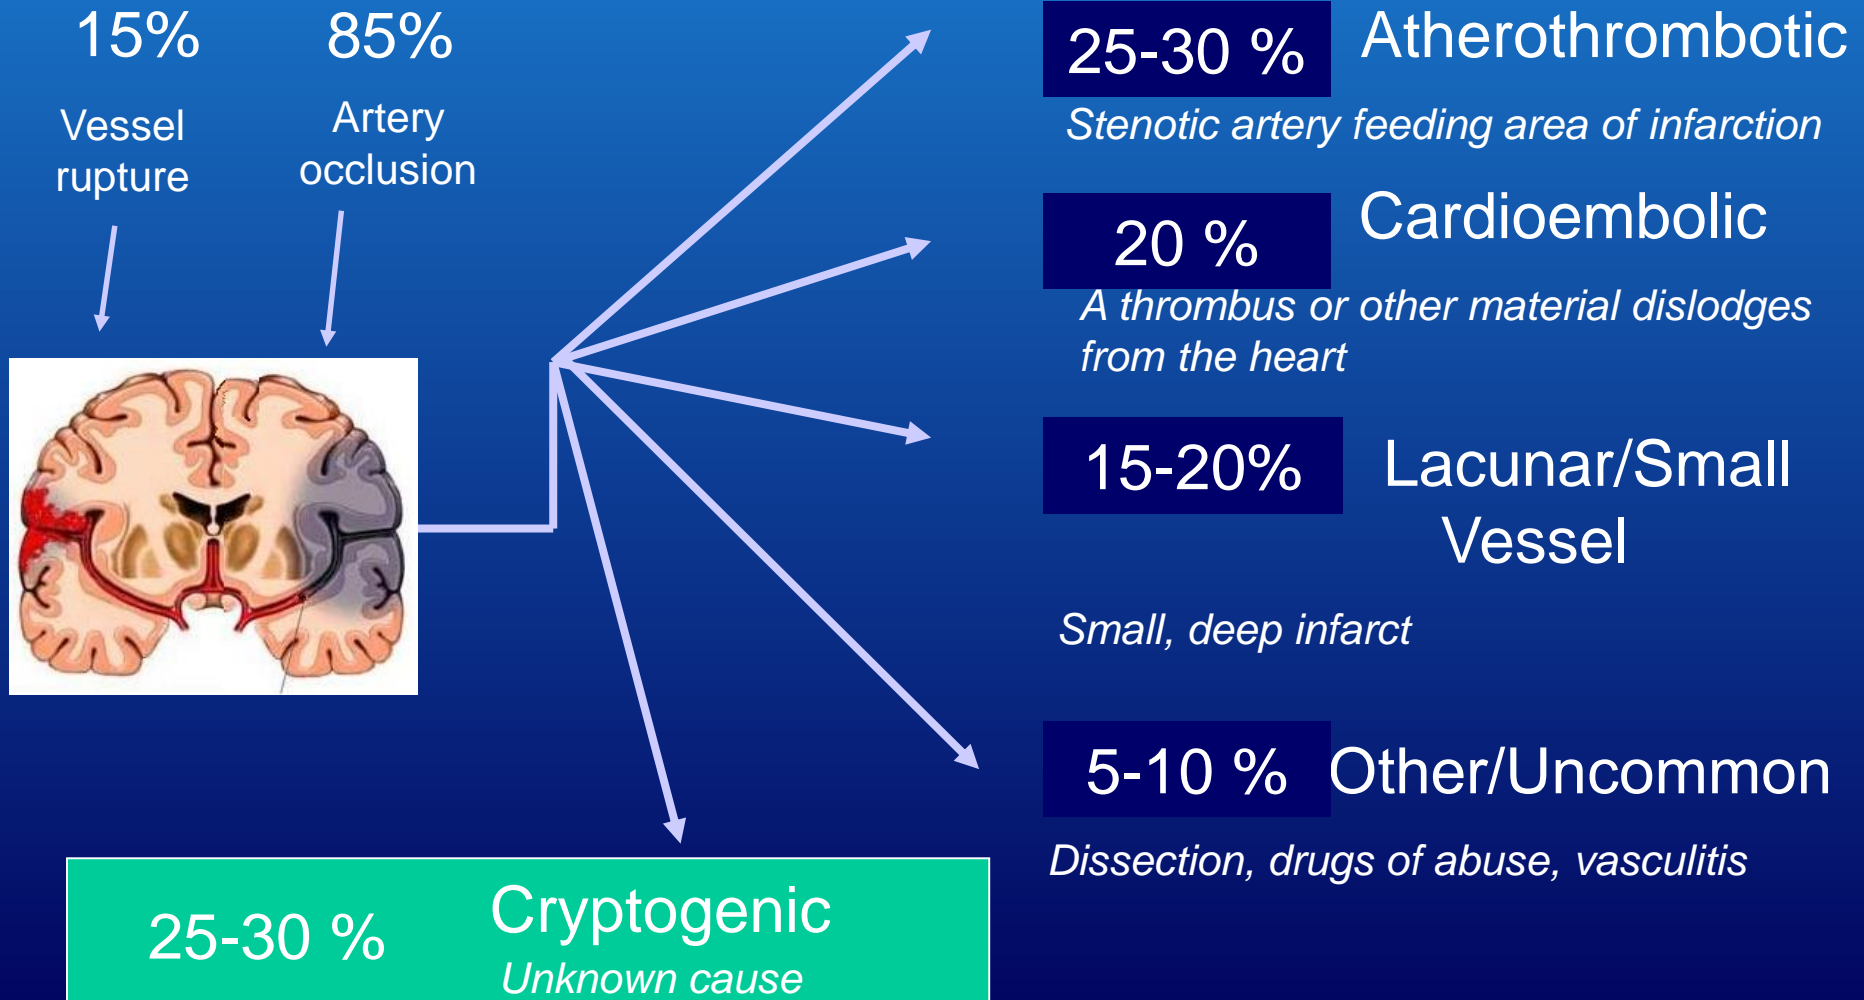 15%
Vessel
rupture
85%
Artery
occlusion
25-30 %
Atherothrombotic
Stenotic artery feeding area of infarction
20 %
Cardioembolic
A thrombus or other material dislodges
from the heart
15-20%
Lacunar/Small
Vessel
Small, deep infarct
5-10 %
Other/Uncommon
Dissection, drugs of abuse, vasculitis
25-30 %
Cryptogenic
Unknown cause